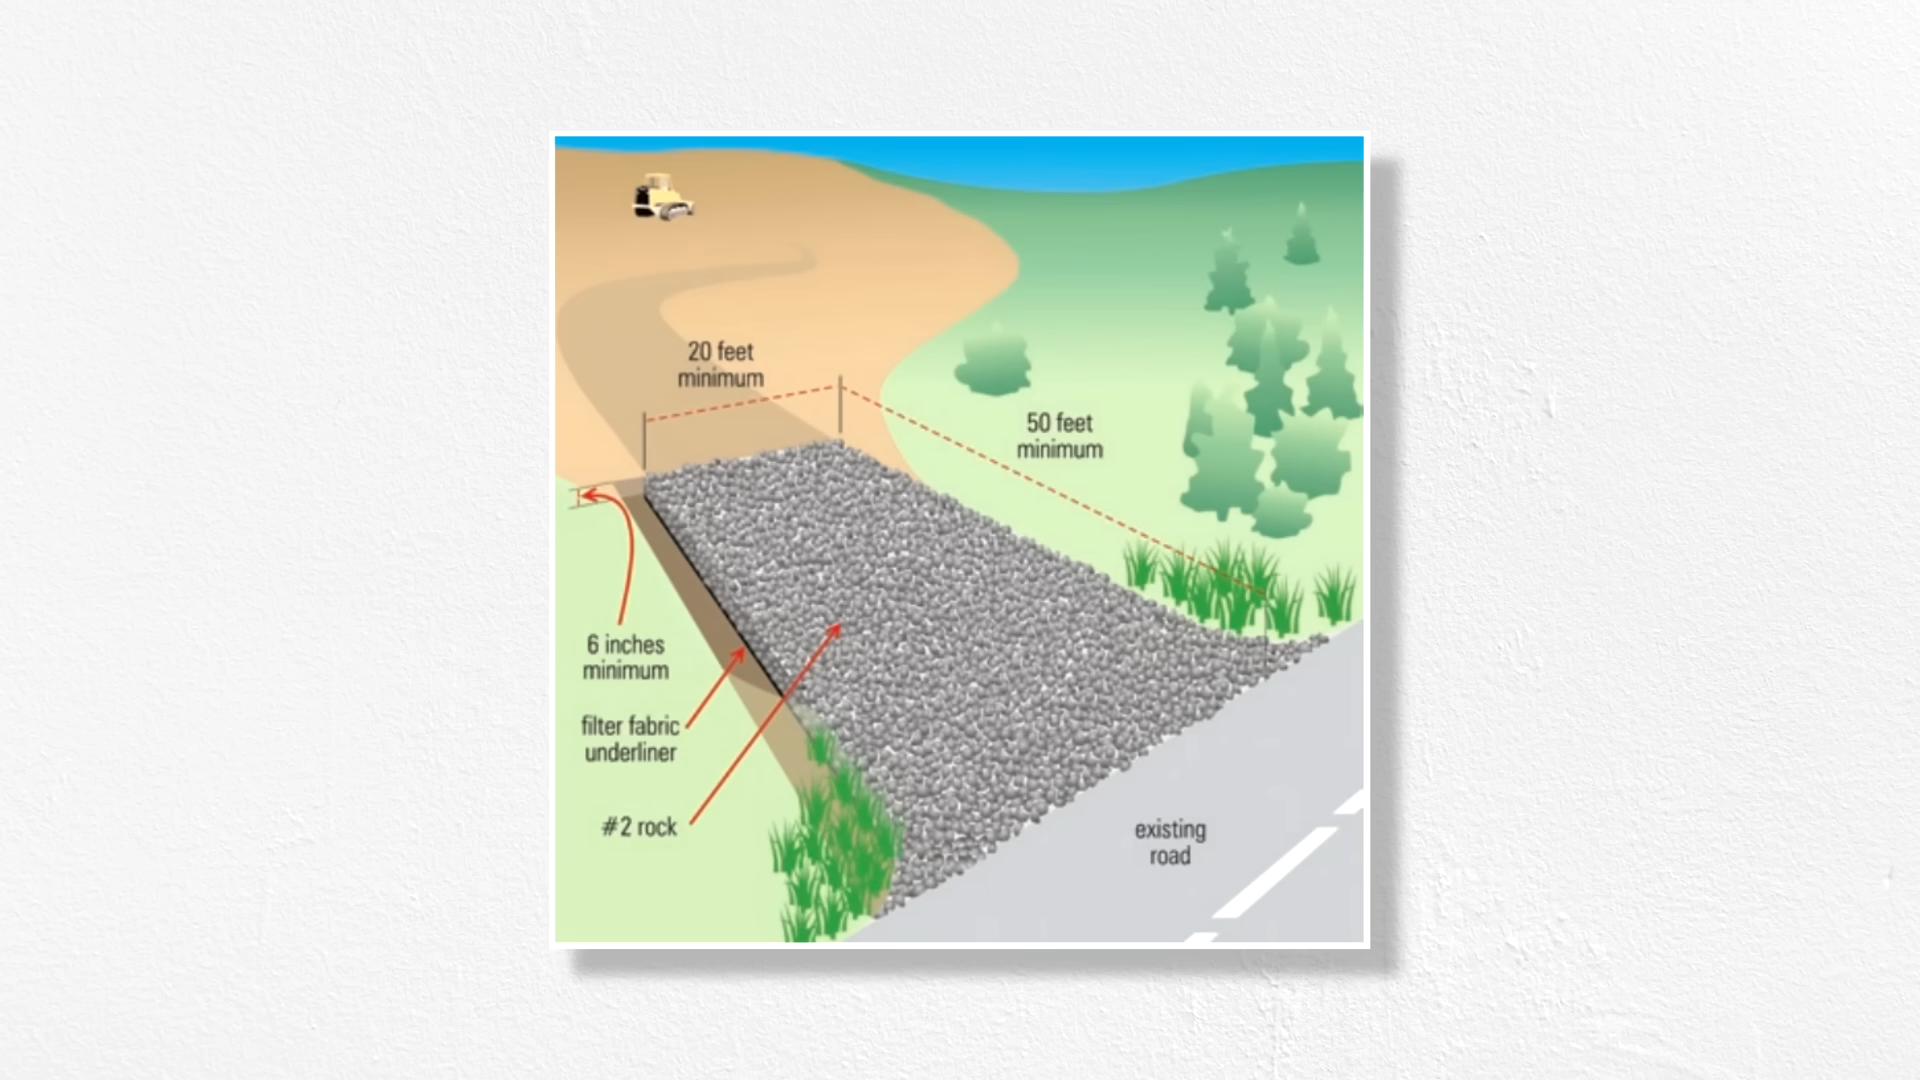 20 feet
minimum
50 feet
minimum
6 inches
minimum
filter fabric
underliner
#2 rock
existing
road